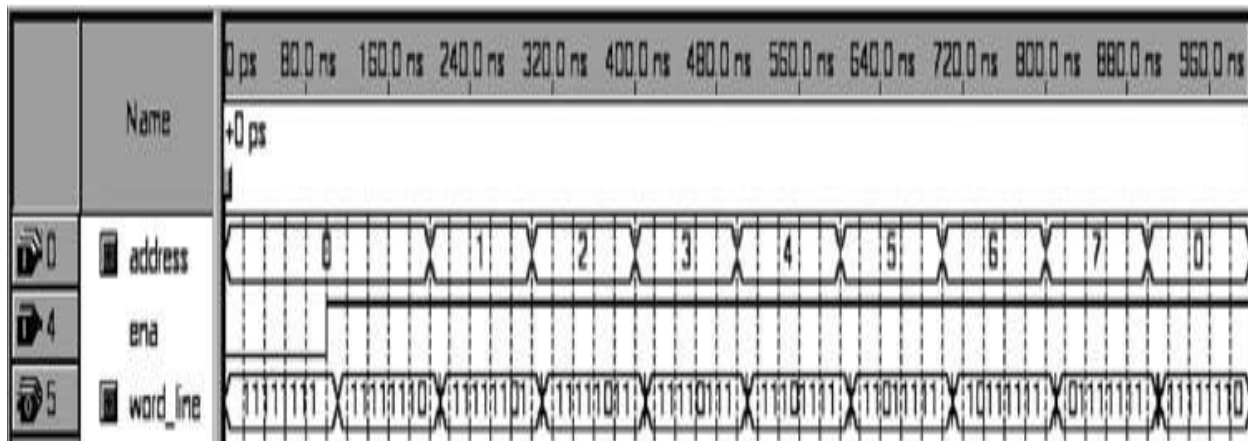 0 ps 80.0 ns 160.0 ns 240.0 ns 320.0 ns 400.0 ns 480.0 ns 560.0 ns 640.0 ns 720.0 ns 800.0 ns 880.0 ns 960.0 ns
Name
+0 ps
0 address 0 1 2 3 4 5 6 7 0
4 ena
5 word_line 11111111 11111110 11111101 11111011 11110111 11101111 11011111 10111111 01111111 11111110